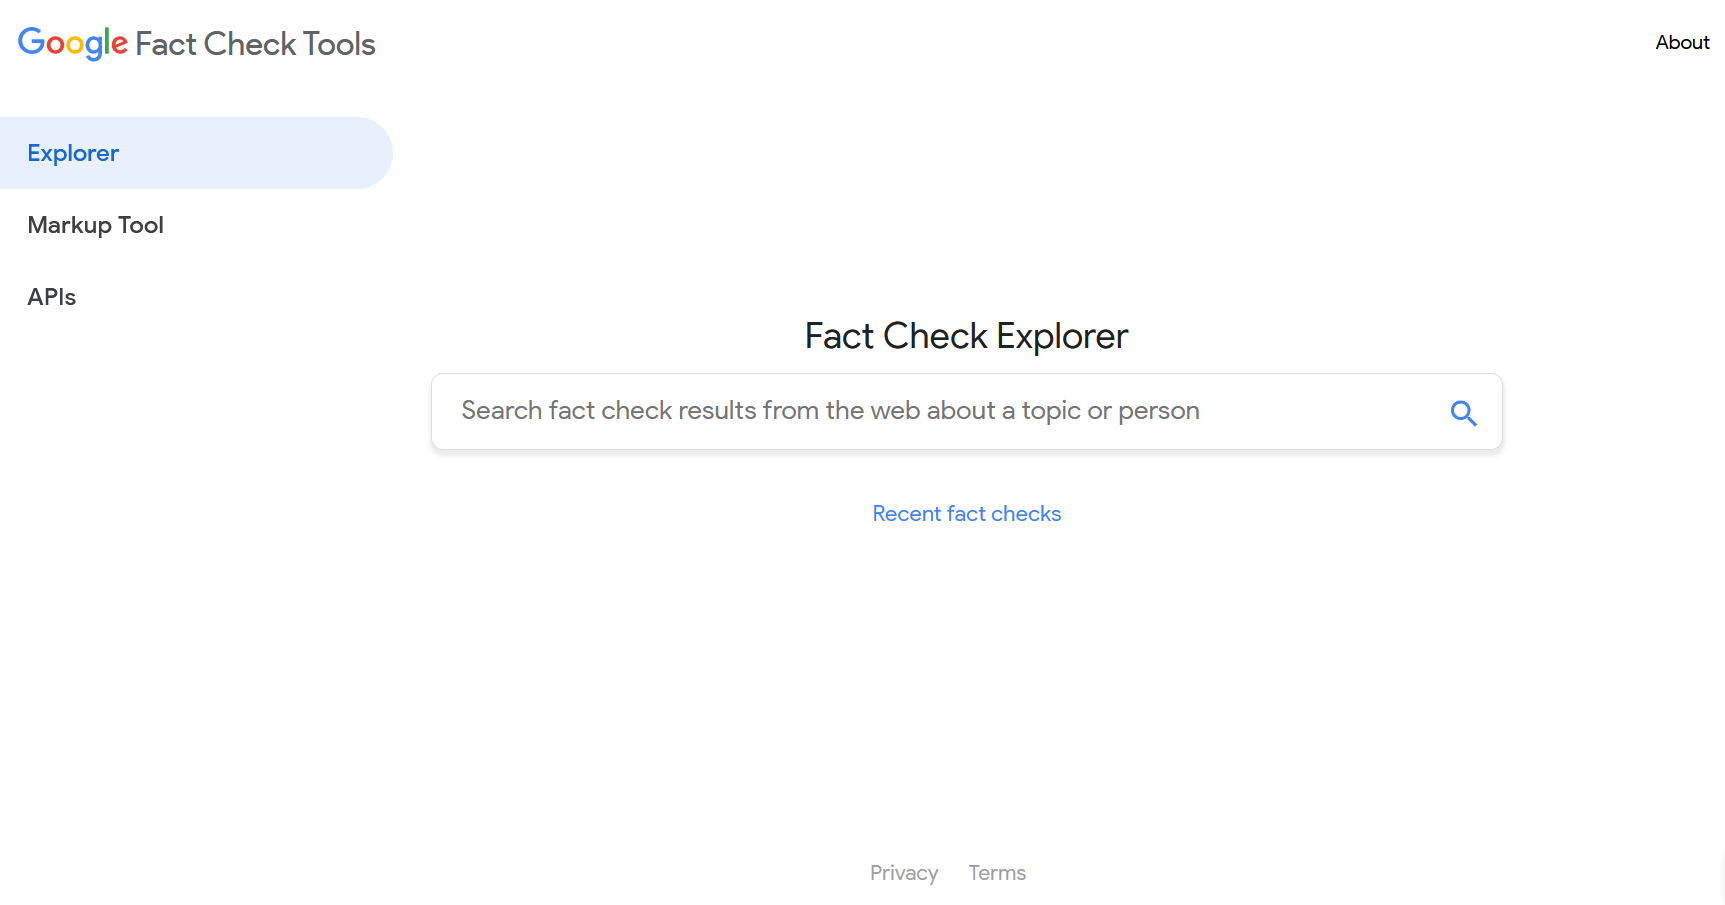 Google Fact Check Tools
About
Explorer
Markup Tool
APIs
Fact Check Explorer
Search fact check results from the web about a topic or person
Recent fact checks
Privacy Terms